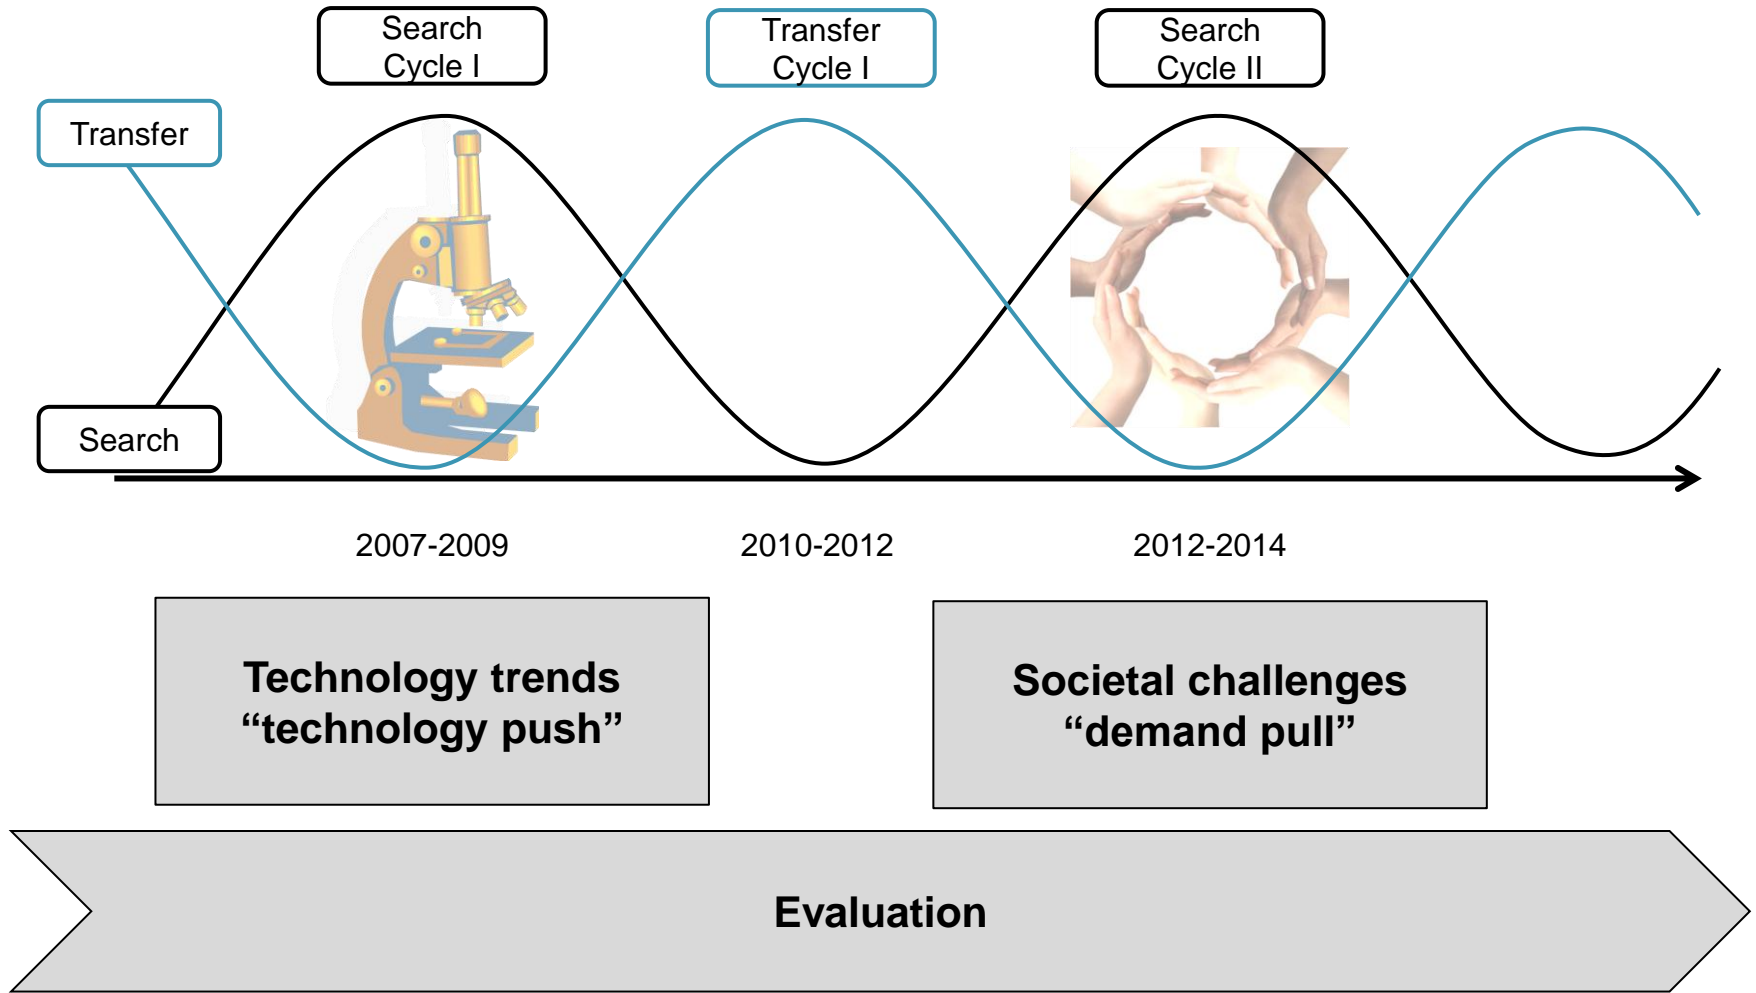 Search
Cycle I
Transfer
Cycle I
Search
Cycle II
Transfer
Search
2007-2009
2010-2012
2012-2014
Technology trends
“technology push”
Societal challenges
“demand pull”
Evaluation